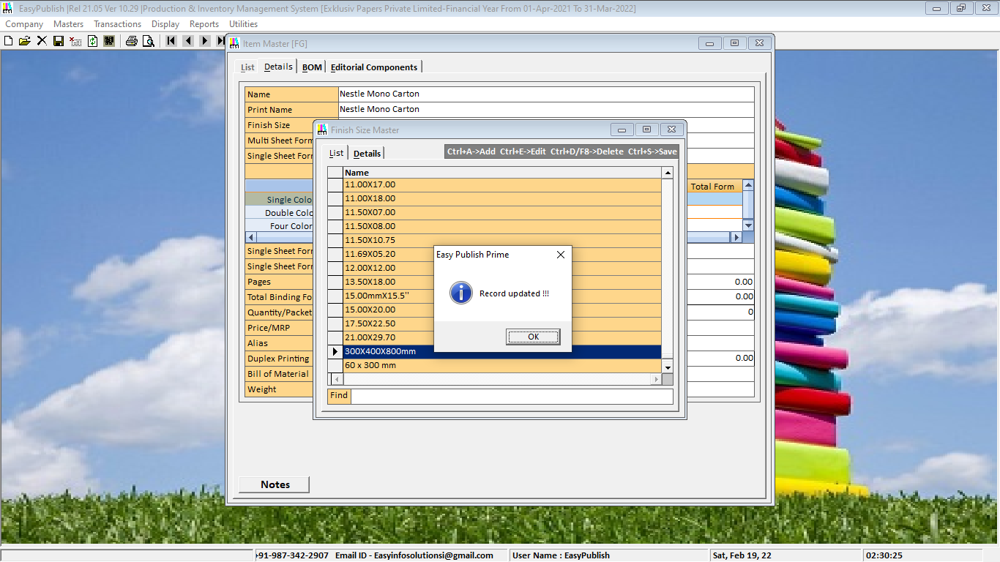 EasyPublish |Rel 21.05 Ver 10.29 |Production & Inventory Management System [Exklusiv Papers Private Limited-Financial Year From 01-Apr-2021 To 31-Mar-2022]
Company Masters Transactions Display Reports Utilities
Item Master [FG]
List Details BOM Editorial Components
Name Nestle Mono Carton
Print Name Nestle Mono Carton
Finish Size
Multi Sheet Form
Single Sheet For
Total Form
Single Colo
Double Colo
Four Color
Single Sheet For
Single Sheet For
Pages 0.00
Total Binding Fo 0.00
Quantity/Packet 0
Price/MRP
Alias
Duplex Printing 0.00
Bill of Material
Weight
Notes
Finish Size Master
List Details Ctrl+A->Add Ctrl+E->Edit Ctrl+D/F8->Delete Ctrl+S->Save
Name
11.00X17.00
11.00X18.00
11.50X07.00
11.50X08.00
11.50X10.75
11.69X05.20
12.00X12.00
13.50X18.00
15.00mmX15.5''
15.00X20.00
17.50X22.50
21.00X29.70
300X400X800mm
60 x 300 mm
Find
Easy Publish Prime
Record updated !!!
OK
+91-987-342-2907 Email ID - Easyinfosolutionsi@gmail.com User Name : EasyPublish Sat, Feb 19, 22 02:30:25